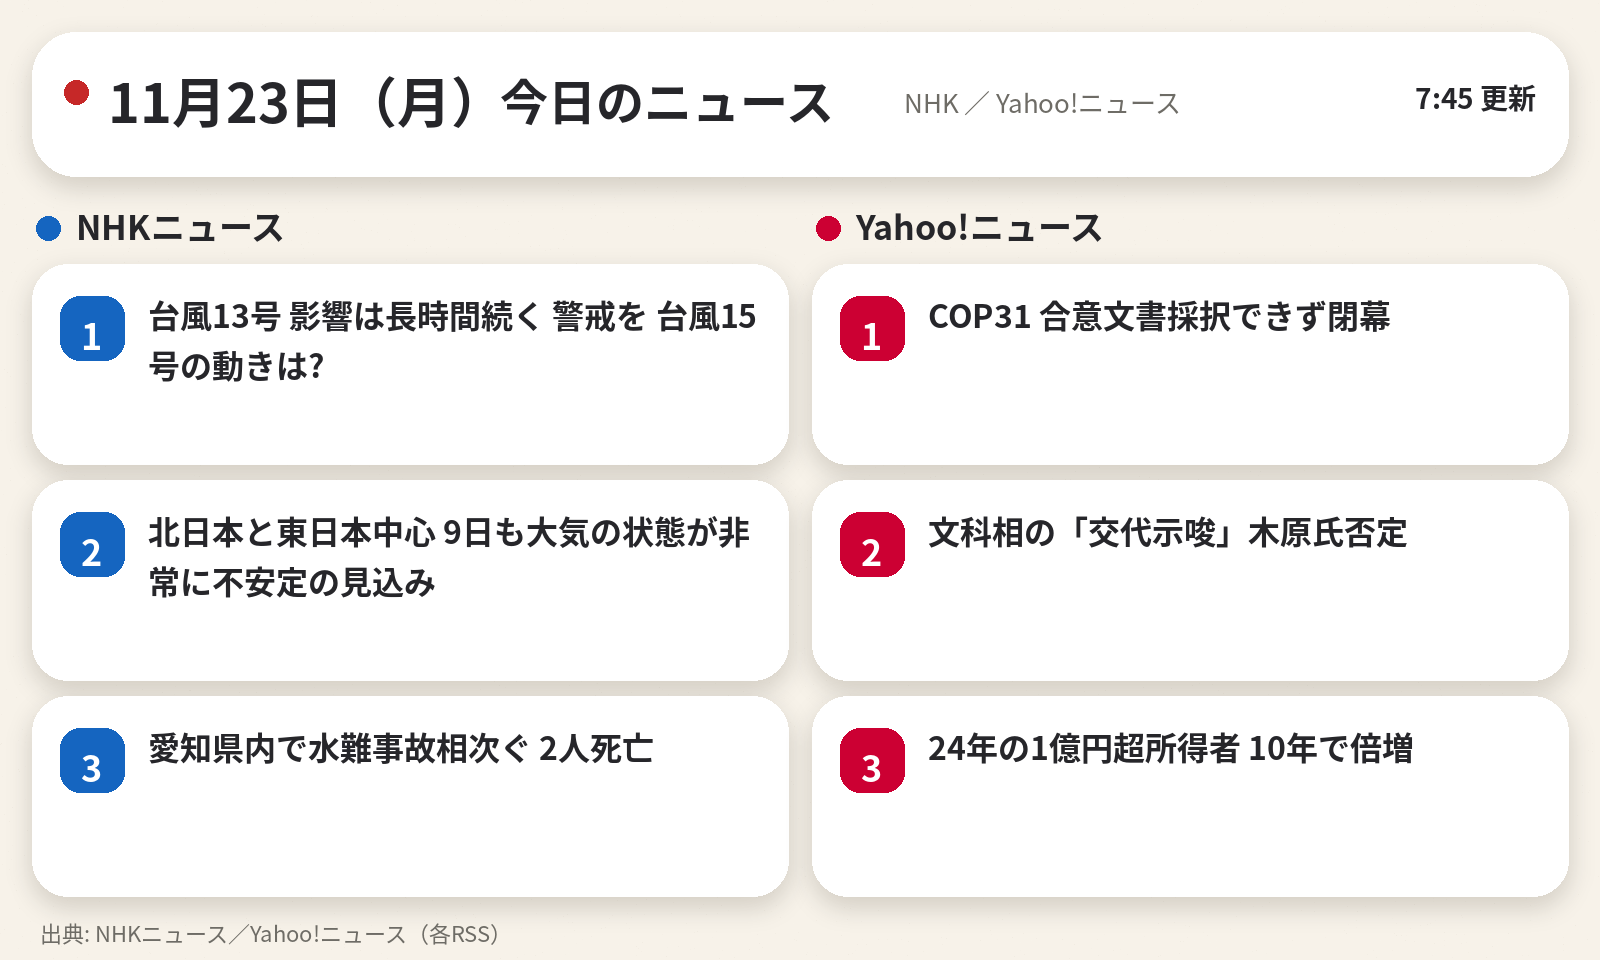 11月23日（月）今日のニュース
NHK ／ Yahoo!ニュース
7:45 更新
NHKニュース
1
台風13号 影響は長時間続く 警戒を 台風15
号の動きは?
2
北日本と東日本中心 9日も大気の状態が非
常に不安定の見込み
3
愛知県内で水難事故相次ぐ 2人死亡
Yahoo!ニュース
1
COP31 合意文書採択できず閉幕
2
文科相の「交代示唆」木原氏否定
3
24年の1億円超所得者 10年で倍増
出典: NHKニュース／Yahoo!ニュース（各RSS）